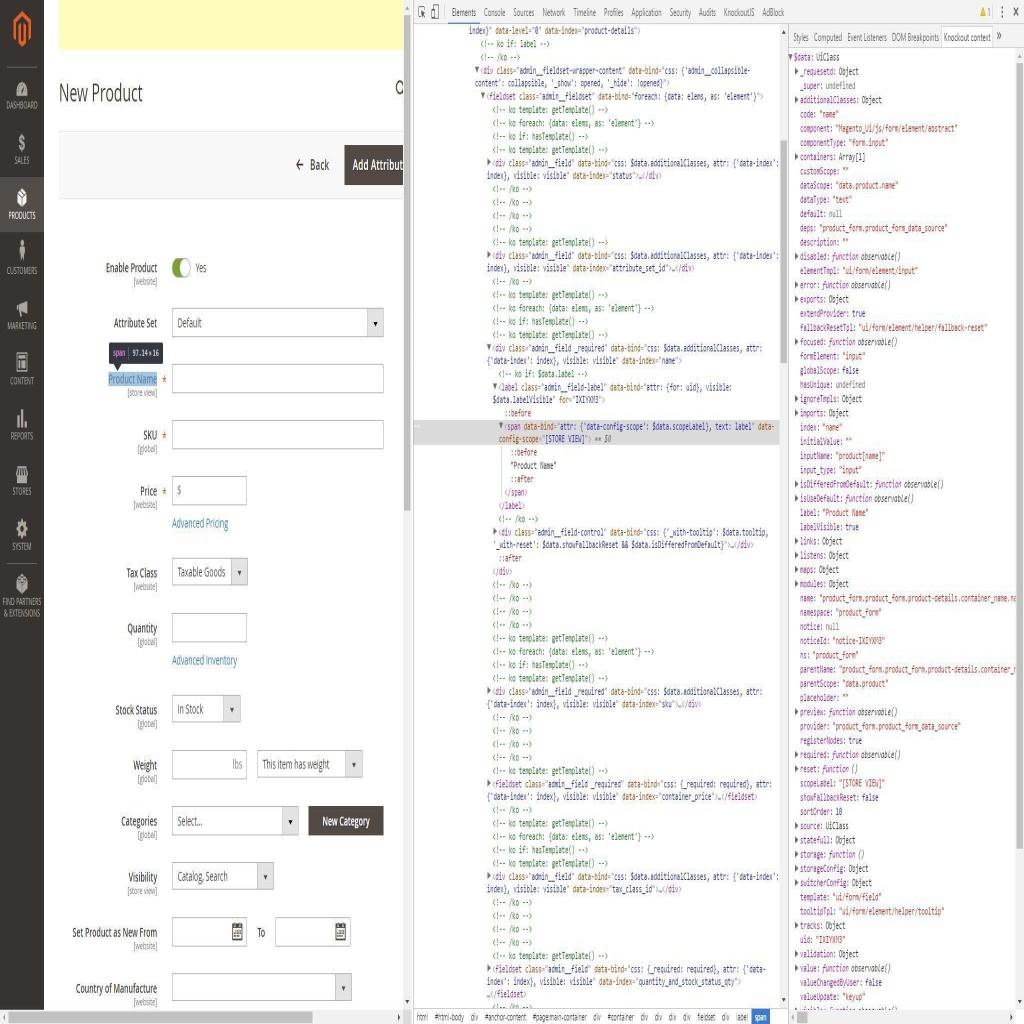 DASHBOARD
SALES
PRODUCTS
CUSTOMERS
MARKETING
CONTENT
REPORTS
STORES
SYSTEM
FIND PARTNERS
& EXTENSIONS
New Product
Back
Add Attribut
Enable Product
[website]
Yes
Attribute Set
Default
span 97.14×16
Product Name *
[store view]
SKU *
[global]
Price *
[website]
$
Advanced Pricing
Tax Class
[website]
Taxable Goods
Quantity
[global]
Advanced Inventory
Stock Status
[global]
In Stock
Weight
[global]
lbs
This item has weight
Categories
[global]
Select...
New Category
Visibility
[store view]
Catalog, Search
Set Product as New From
[website]
To
Country of Manufacture
[website]
Elements Console Sources Network Timeline Profiles Application Security Audits KnockoutJS AdBlock
1
index}" data-level="0" data-index="product-details">
<!-- ko if: label -->
<!-- /ko -->
<div class="admin__fieldset-wrapper-content" data-bind="css: {'admin__collapsible-
content': collapsible, '_show': opened, '_hide': !opened}">
<fieldset class="admin__fieldset" data-bind="foreach: {data: elems, as: 'element'}">
<!-- ko template: getTemplate() -->
<!-- ko foreach: {data: elems, as: 'element'} -->
<!-- ko if: hasTemplate() -->
<!-- ko template: getTemplate() -->
<div class="admin__field" data-bind="css: $data.additionalClasses, attr: {'data-index':
index}, visible: visible" data-index="status">…</div>
<!-- /ko -->
<!-- /ko -->
<!-- /ko -->
<!-- /ko -->
<!-- ko template: getTemplate() -->
<div class="admin__field" data-bind="css: $data.additionalClasses, attr: {'data-index':
index}, visible: visible" data-index="attribute_set_id">…</div>
<!-- /ko -->
<!-- ko template: getTemplate() -->
<!-- ko foreach: {data: elems, as: 'element'} -->
<!-- ko if: hasTemplate() -->
<!-- ko template: getTemplate() -->
<div class="admin__field _required" data-bind="css: $data.additionalClasses, attr:
{'data-index': index}, visible: visible" data-index="name">
<!-- ko if: $data.label -->
<label class="admin__field-label" data-bind="attr: {for: uid}, visible:
$data.labelVisible" for="IXIYXM3">
::before
<span data-bind="attr: {'data-config-scope': $data.scopeLabel}, text: label" data-
config-scope="[STORE VIEW]"> == $0
::before
"Product Name"
::after
</span>
</label>
<!-- /ko -->
<div class="admin__field-control" data-bind="css: {'_with-tooltip': $data.tooltip,
'_with-reset': $data.showFallbackReset && $data.isDifferedFromDefault}">…</div>
::after
</div>
<!-- /ko -->
<!-- /ko -->
<!-- /ko -->
<!-- /ko -->
<!-- ko template: getTemplate() -->
<!-- ko foreach: {data: elems, as: 'element'} -->
<!-- ko if: hasTemplate() -->
<!-- ko template: getTemplate() -->
<div class="admin__field _required" data-bind="css: $data.additionalClasses, attr:
{'data-index': index}, visible: visible" data-index="sku">…</div>
<!-- /ko -->
<!-- /ko -->
<!-- /ko -->
<!-- /ko -->
<!-- ko template: getTemplate() -->
<fieldset class="admin__field _required" data-bind="css: {_required: required}, attr:
{'data-index': index}, visible: visible" data-index="container_price">…</fieldset>
<!-- /ko -->
<!-- ko template: getTemplate() -->
<!-- ko foreach: {data: elems, as: 'element'} -->
<!-- ko if: hasTemplate() -->
<!-- ko template: getTemplate() -->
<div class="admin__field" data-bind="css: $data.additionalClasses, attr: {'data-index':
index}, visible: visible" data-index="tax_class_id">…</div>
<!-- /ko -->
<!-- /ko -->
<!-- /ko -->
<!-- /ko -->
<!-- ko template: getTemplate() -->
<fieldset class="admin__field" data-bind="css: {_required: required}, attr: {'data-
index': index}, visible: visible" data-index="quantity_and_stock_status_qty">
…</fieldset>
<!-- /ko -->
html #html-body div #anchor-content #page:main-container div #container div div div div fieldset div label span
Styles Computed Event Listeners DOM Breakpoints Knockout context »
$data: UiClass
_requesetd: Object
_super: undefined
additionalClasses: Object
code: "name"
component: "Magento_Ui/js/form/element/abstract"
componentType: "form.input"
containers: Array[1]
customScope: ""
dataScope: "data.product.name"
dataType: "text"
default: null
deps: "product_form.product_form_data_source"
description: ""
disabled: function observable()
elementTmpl: "ui/form/element/input"
error: function observable()
exports: Object
extendProvider: true
fallbackResetTpl: "ui/form/element/helper/fallback-reset"
focused: function observable()
formElement: "input"
globalScope: false
hasUnique: undefined
ignoreTmpls: Object
imports: Object
index: "name"
initialValue: ""
inputName: "product[name]"
input_type: "input"
isDifferedFromDefault: function observable()
isUseDefault: function observable()
label: "Product Name"
labelVisible: true
links: Object
listens: Object
maps: Object
modules: Object
name: "product_form.product_form.product-details.container_name.na
namespace: "product_form"
notice: null
noticeId: "notice-IXIYXM3"
ns: "product_form"
parentName: "product_form.product_form.product-details.container_n
parentScope: "data.product"
placeholder: ""
preview: function observable()
provider: "product_form.product_form_data_source"
registerNodes: true
required: function observable()
reset: function ()
scopeLabel: "[STORE VIEW]"
showFallbackReset: false
sortOrder: 10
source: UiClass
statefull: Object
storage: function ()
storageConfig: Object
switcherConfig: Object
template: "ui/form/field"
tooltipTpl: "ui/form/element/helper/tooltip"
tracks: Object
uid: "IXIYXM3"
validation: Object
value: function observable()
valueChangedByUser: false
valueUpdate: "keyup"
visible: function observable()